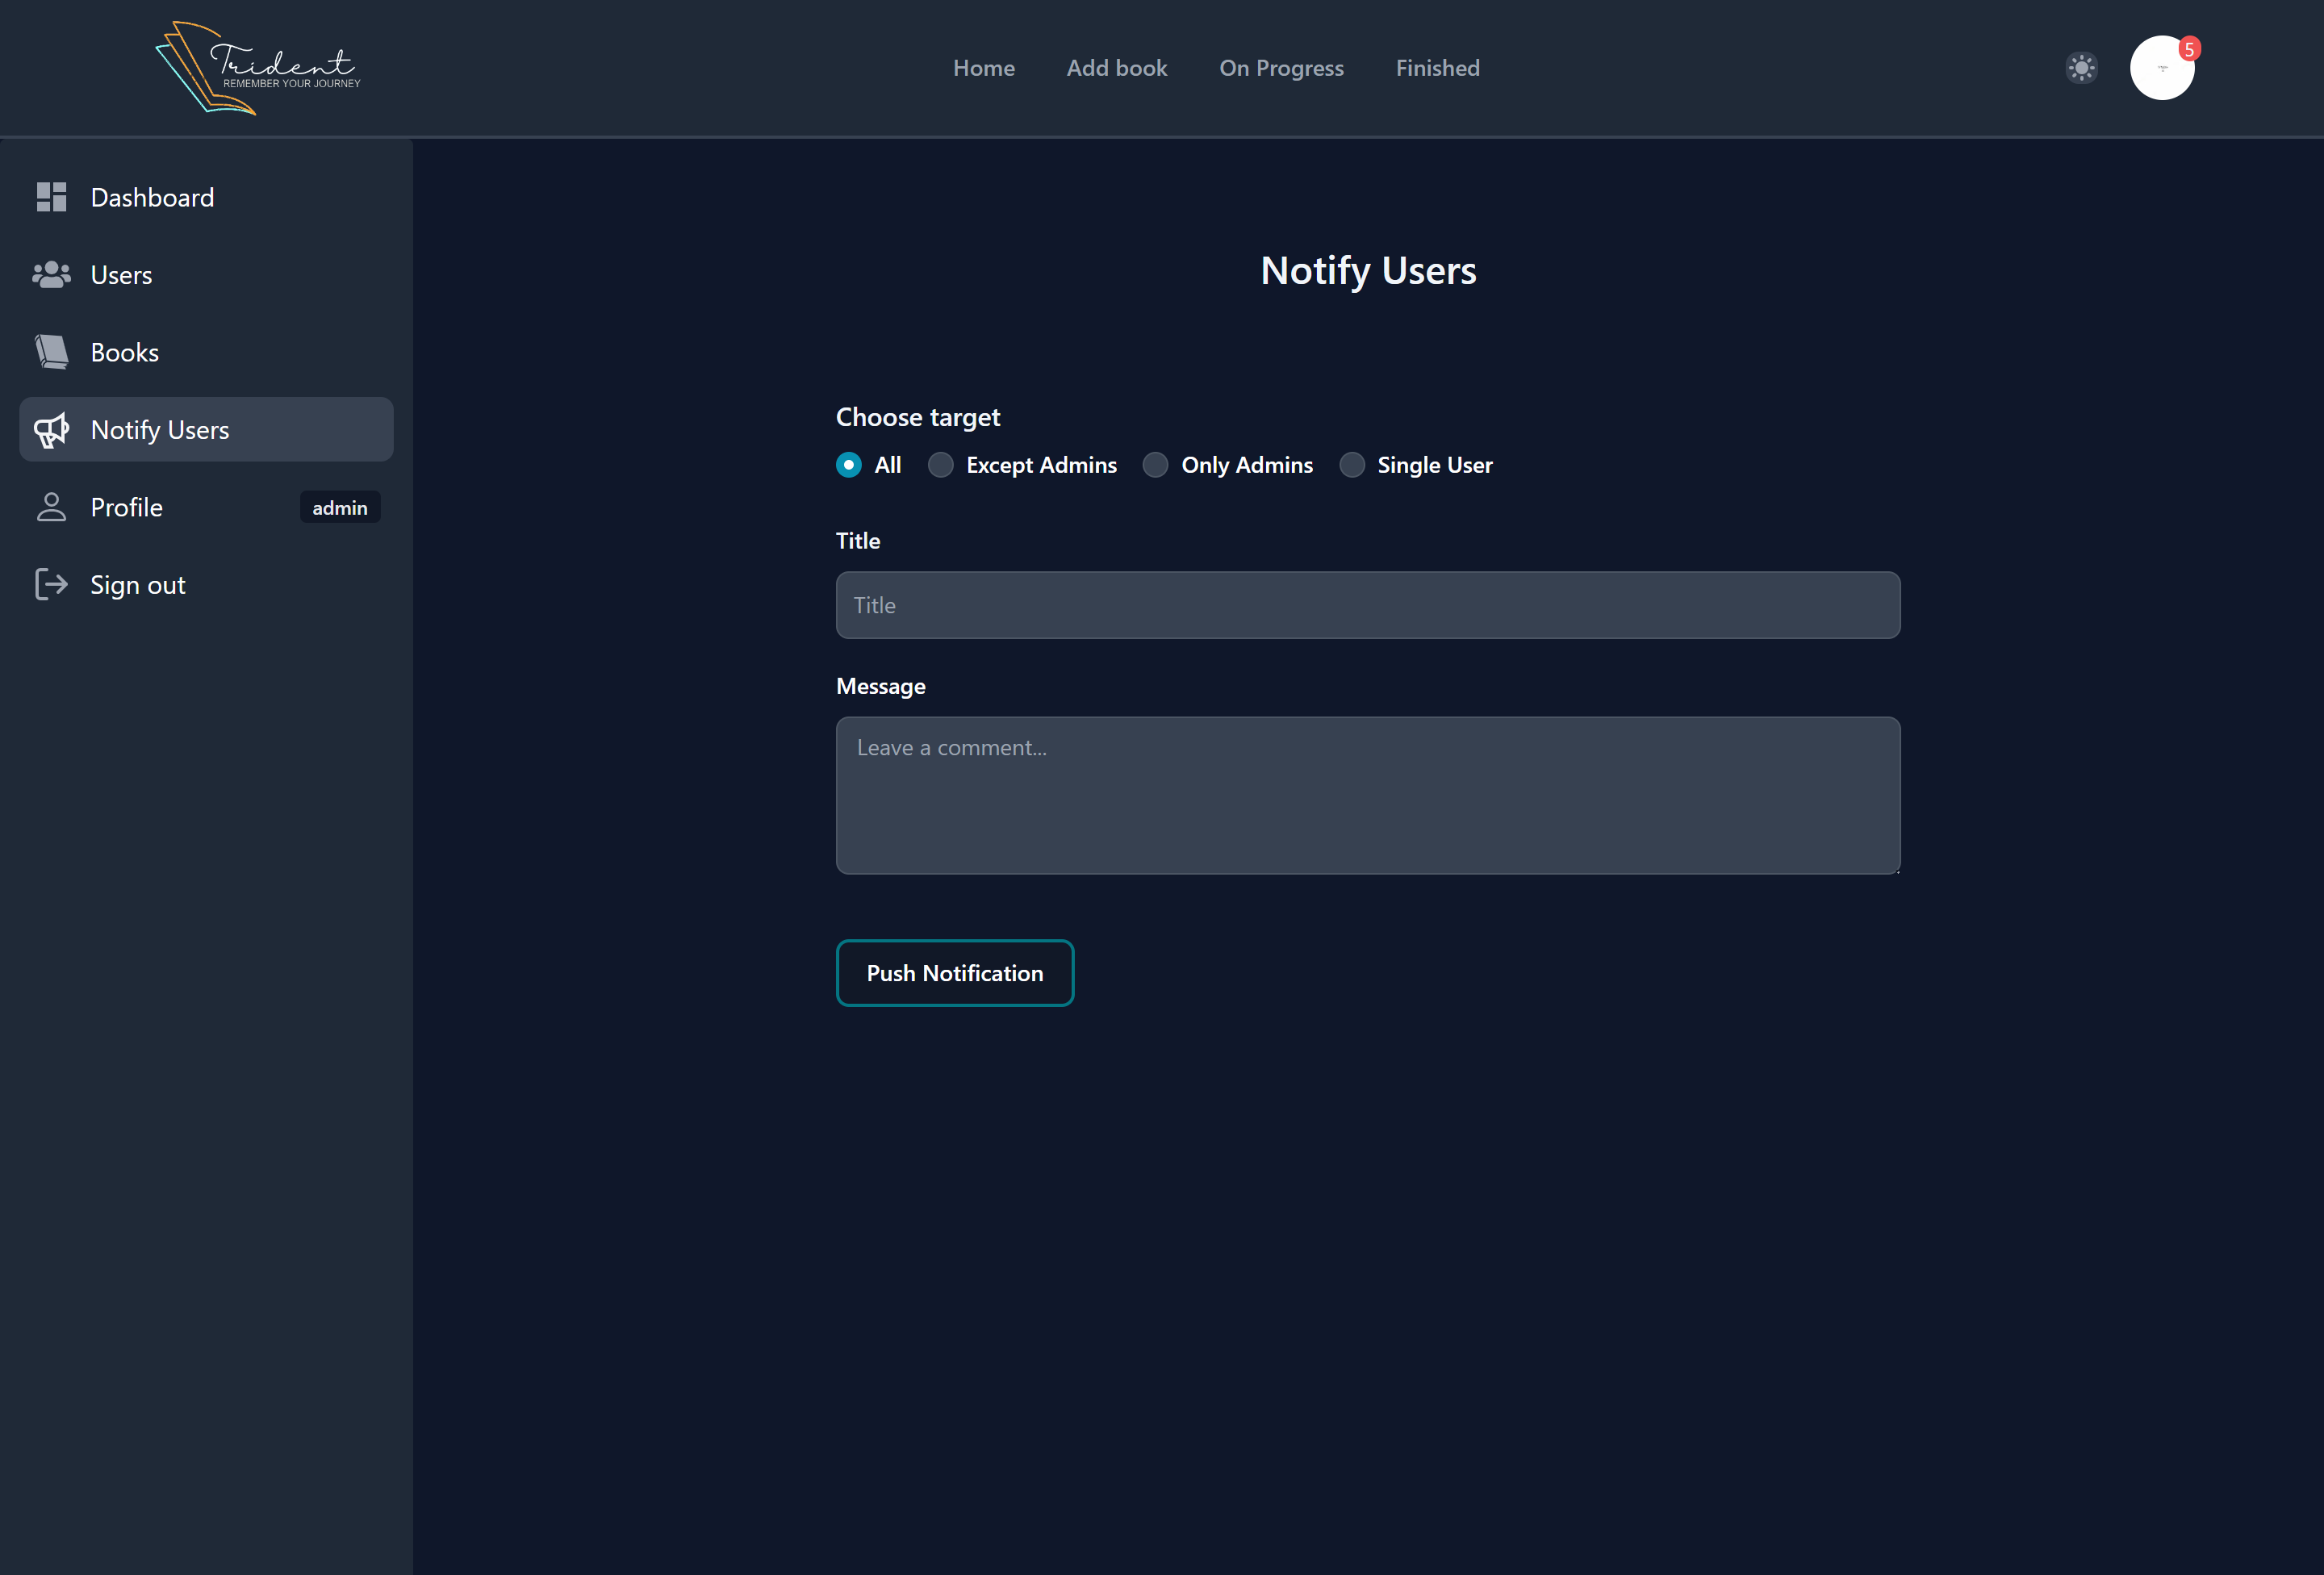 Trident
REMEMBER YOUR JOURNEY
Home Add book On Progress Finished
5
Dashboard
Users
Books
Notify Users
Profile admin
Sign out
Notify Users
Choose target
All Except Admins Only Admins Single User
Title
Title
Message
Leave a comment...
Push Notification